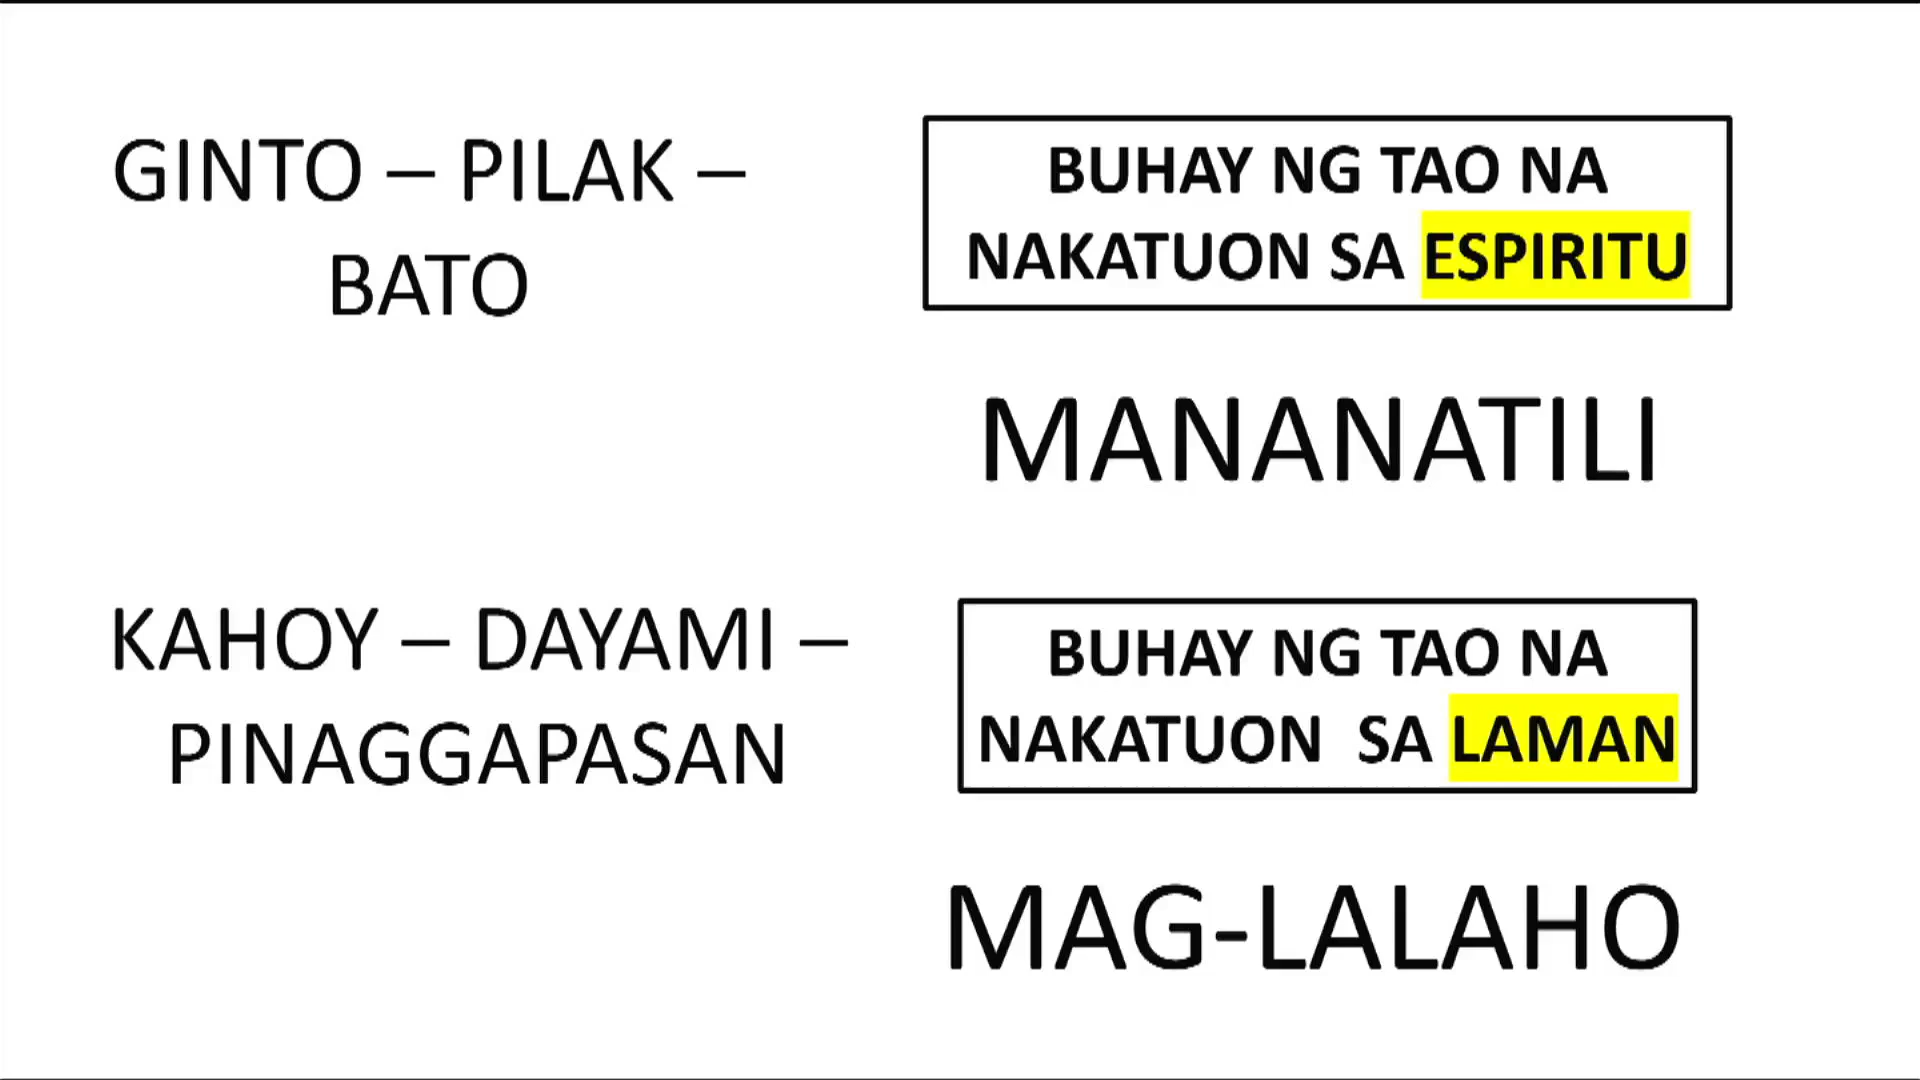 GINTO – PILAK –
BATO
BUHAY NG TAO NA
NAKATUON SA ESPIRITU
MANANATILI
KAHOY – DAYAMI –
PINAGGAPASAN
BUHAY NG TAO NA
NAKATUON  SA LAMAN
MAG-LALAHO